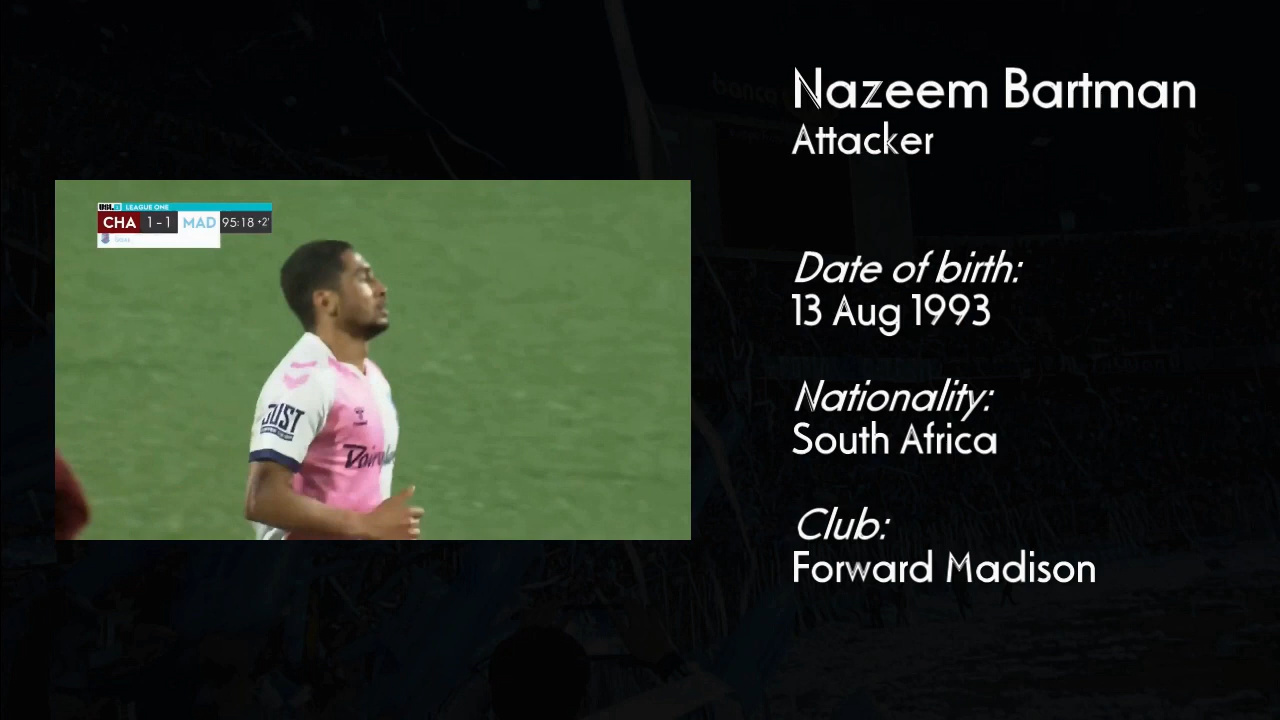 Nazeem Bartman
Attacker
USL1 LEAGUE ONE
CHA 1-1 MAD 95:18 +2'
Date of birth:
13 Aug 1993
JUST
Nationality:
South Africa
Club:
Forward Madison